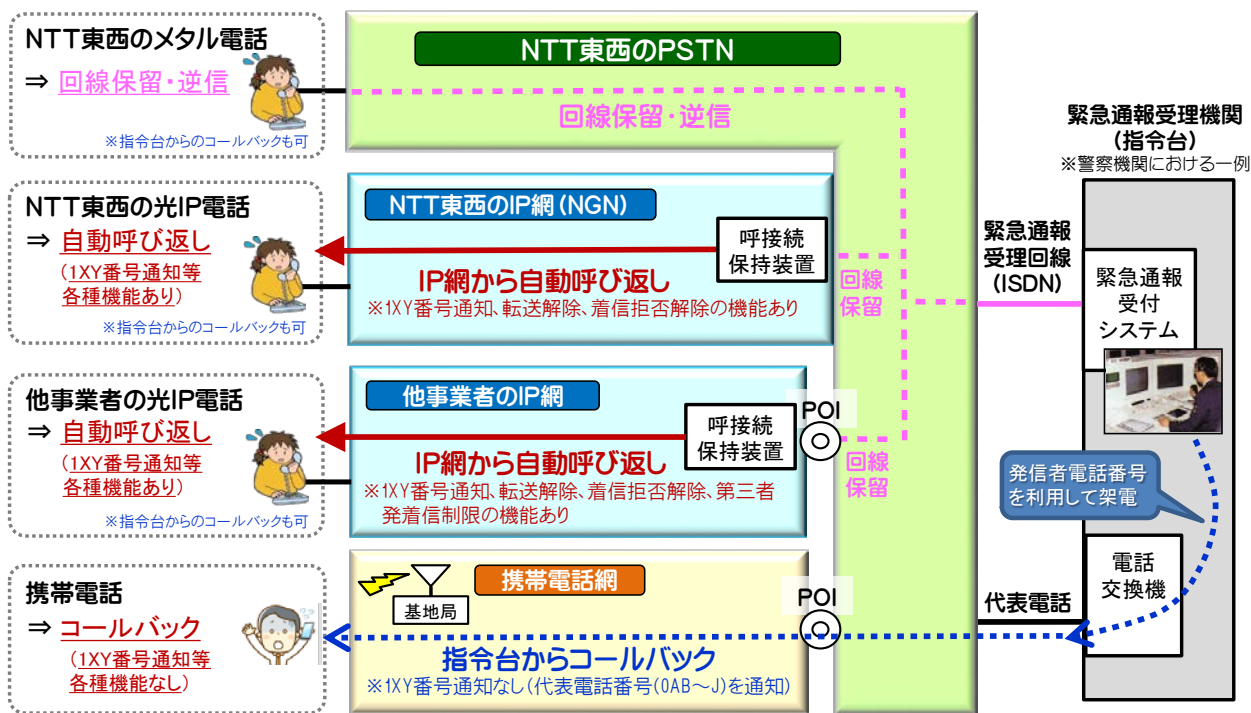 NTT東西のメタル電話
⇒ 回線保留・逆信
※指令台からのコールバックも可
NTT東西のPSTN
回線保留・逆信
緊急通報受理機関
(指令台)
※警察機関における一例
NTT東西の光IP電話
⇒ 自動呼び返し
(1XY番号通知等
各種機能あり)
※指令台からのコールバックも可
NTT東西のIP網(NGN)
呼接続
保持装置
IP網から自動呼び返し
※1XY番号通知、転送解除、着信拒否解除の機能あり
回線
保留
緊急通報
受理回線
(ISDN)
緊急通報
受付
システム
他事業者の光IP電話
⇒ 自動呼び返し
(1XY番号通知等
各種機能あり)
※指令台からのコールバックも可
他事業者のIP網
呼接続
保持装置
POI
IP網から自動呼び返し
※1XY番号通知、転送解除、着信拒否解除、第三者
発着信制限の機能あり
回線
保留
発信者電話番号
を利用して架電
携帯電話
⇒ コールバック
(1XY番号通知等
各種機能なし)
携帯電話網
基地局
POI
指令台からコールバック
※1XY番号通知なし(代表電話番号(0AB~J)を通知)
代表電話
電話
交換機